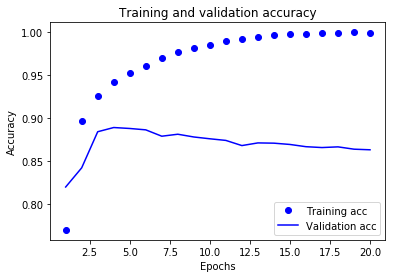 Training and validation accuracy
1.00
0.95
0.90
0.85
0.80
Accuracy
Training acc
Validation acc
2.5 5.0 7.5 10.0 12.5 15.0 17.5 20.0
Epochs